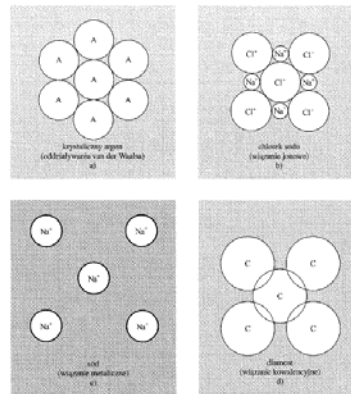 A
A A
A
A A
A
krystaliczny argon
(oddziaływania van der Waalsa)
a)
Cl⁺ Na⁺ Cl⁻
Na⁺ Cl⁺ Na⁺
Cl⁺ Na Cl⁻
chlorek sodu
(wiązanie jonowe)
b)
Na⁺ Na⁺
Na⁺
Na⁺ Na⁺
sód
(wiązanie metaliczne)
c)
C C
C
C C
diament
(wiązanie kowalencyjne)
d)